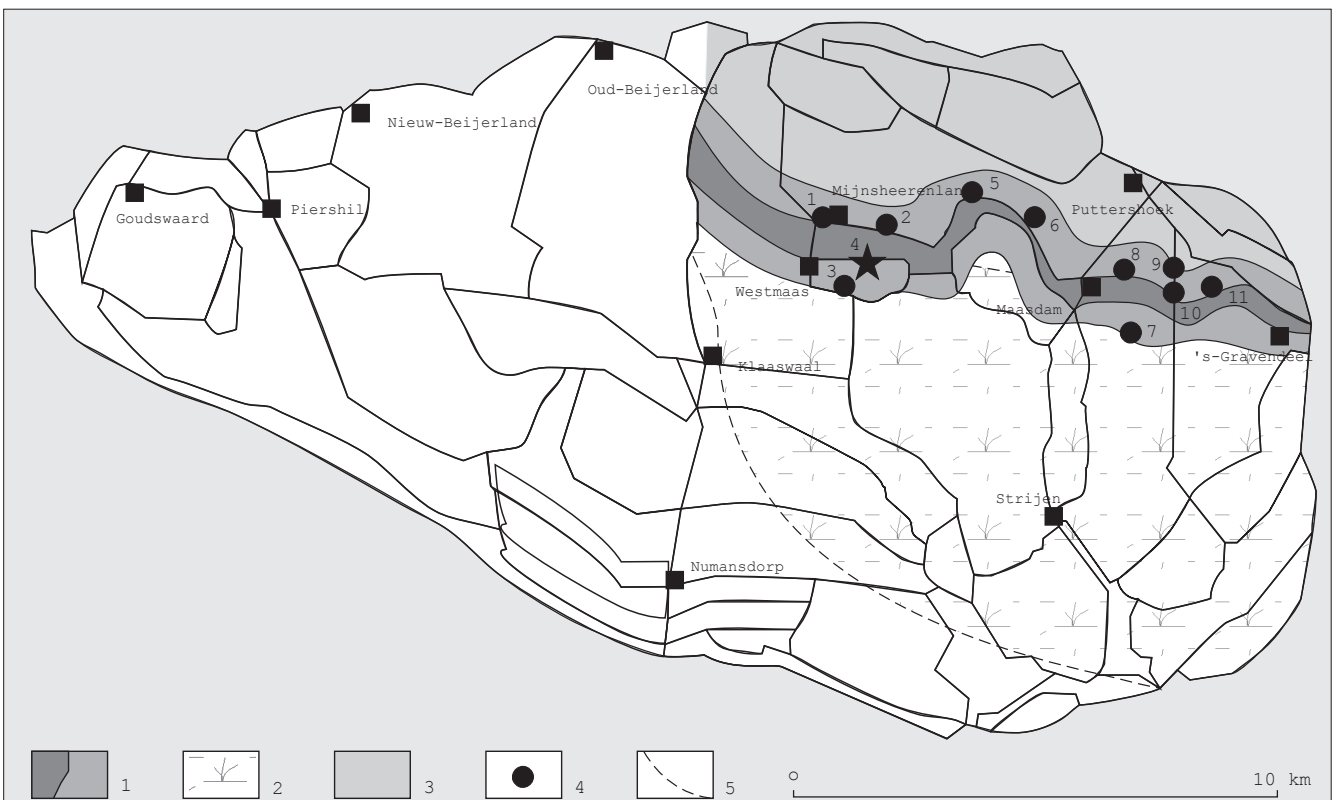 Oud-Beijerland
Nieuw-Beijerland
Goudswaard
Piershil
1
Mijnsheerenland
2
5
6
Puttershoek
4
3
Westmaas
8
9
Maasdam
10
11
7
's-Gravendeel
Klaaswaal
Strijen
Numansdorp
1
2
3
4
5
0
10 km